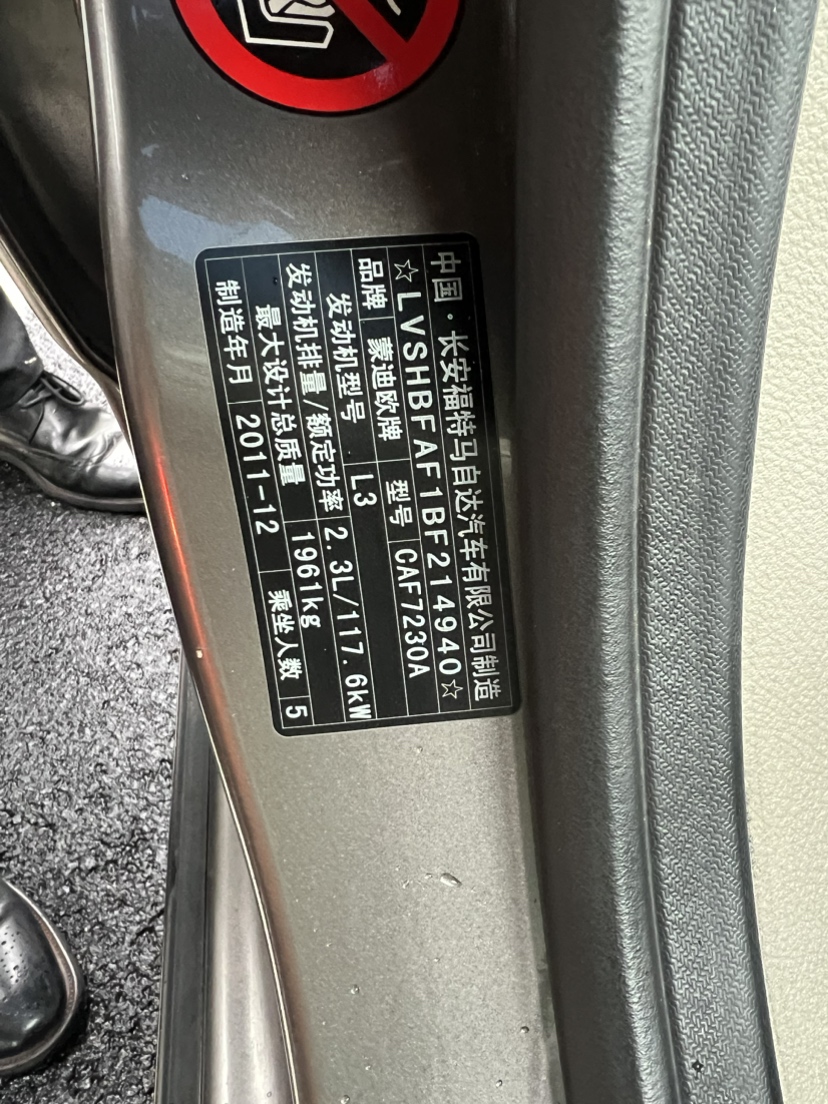 中国·长安福特马自达汽车有限公司制造
☆LVSHBFAF1BF214940☆
品牌 蒙迪欧牌 型号 CAF7230A
发动机型号 L3
发动机排量/额定功率 2.3L/117.6kW
最大设计总质量 1961kg
制造年月 2011-12 乘坐人数 5